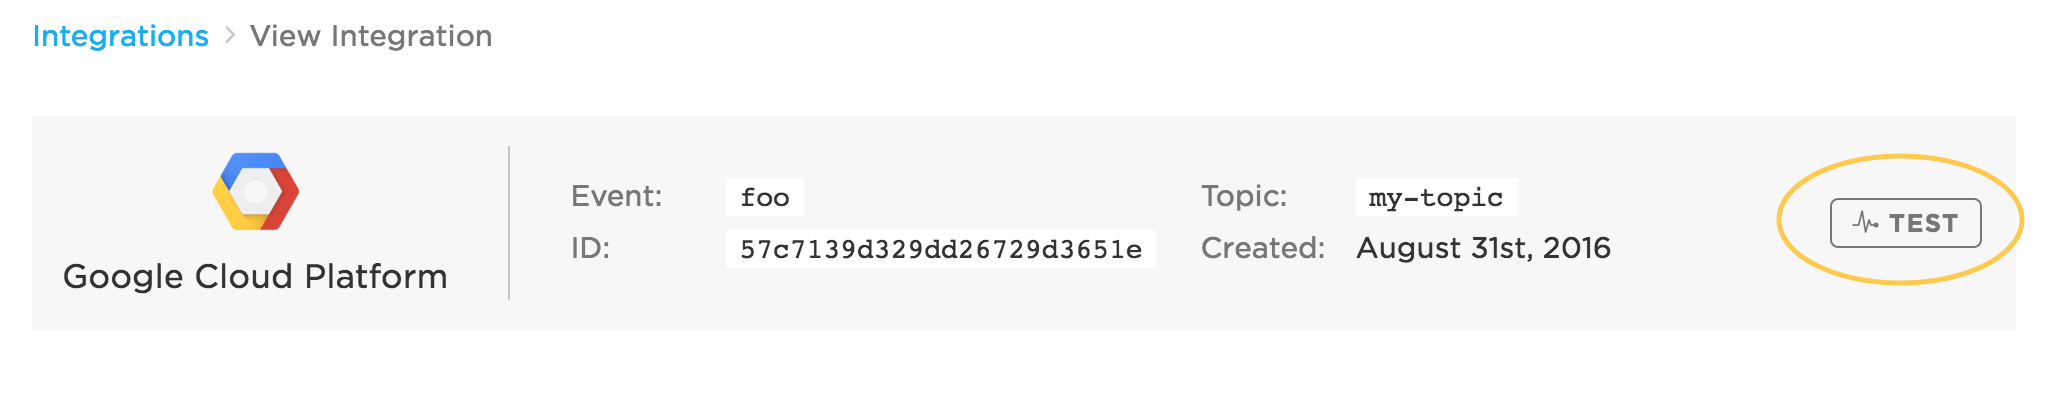 Integrations > View Integration
Event: foo Topic: my-topic
ID: 57c7139d329dd26729d3651e Created: August 31st, 2016
TEST
Google Cloud Platform